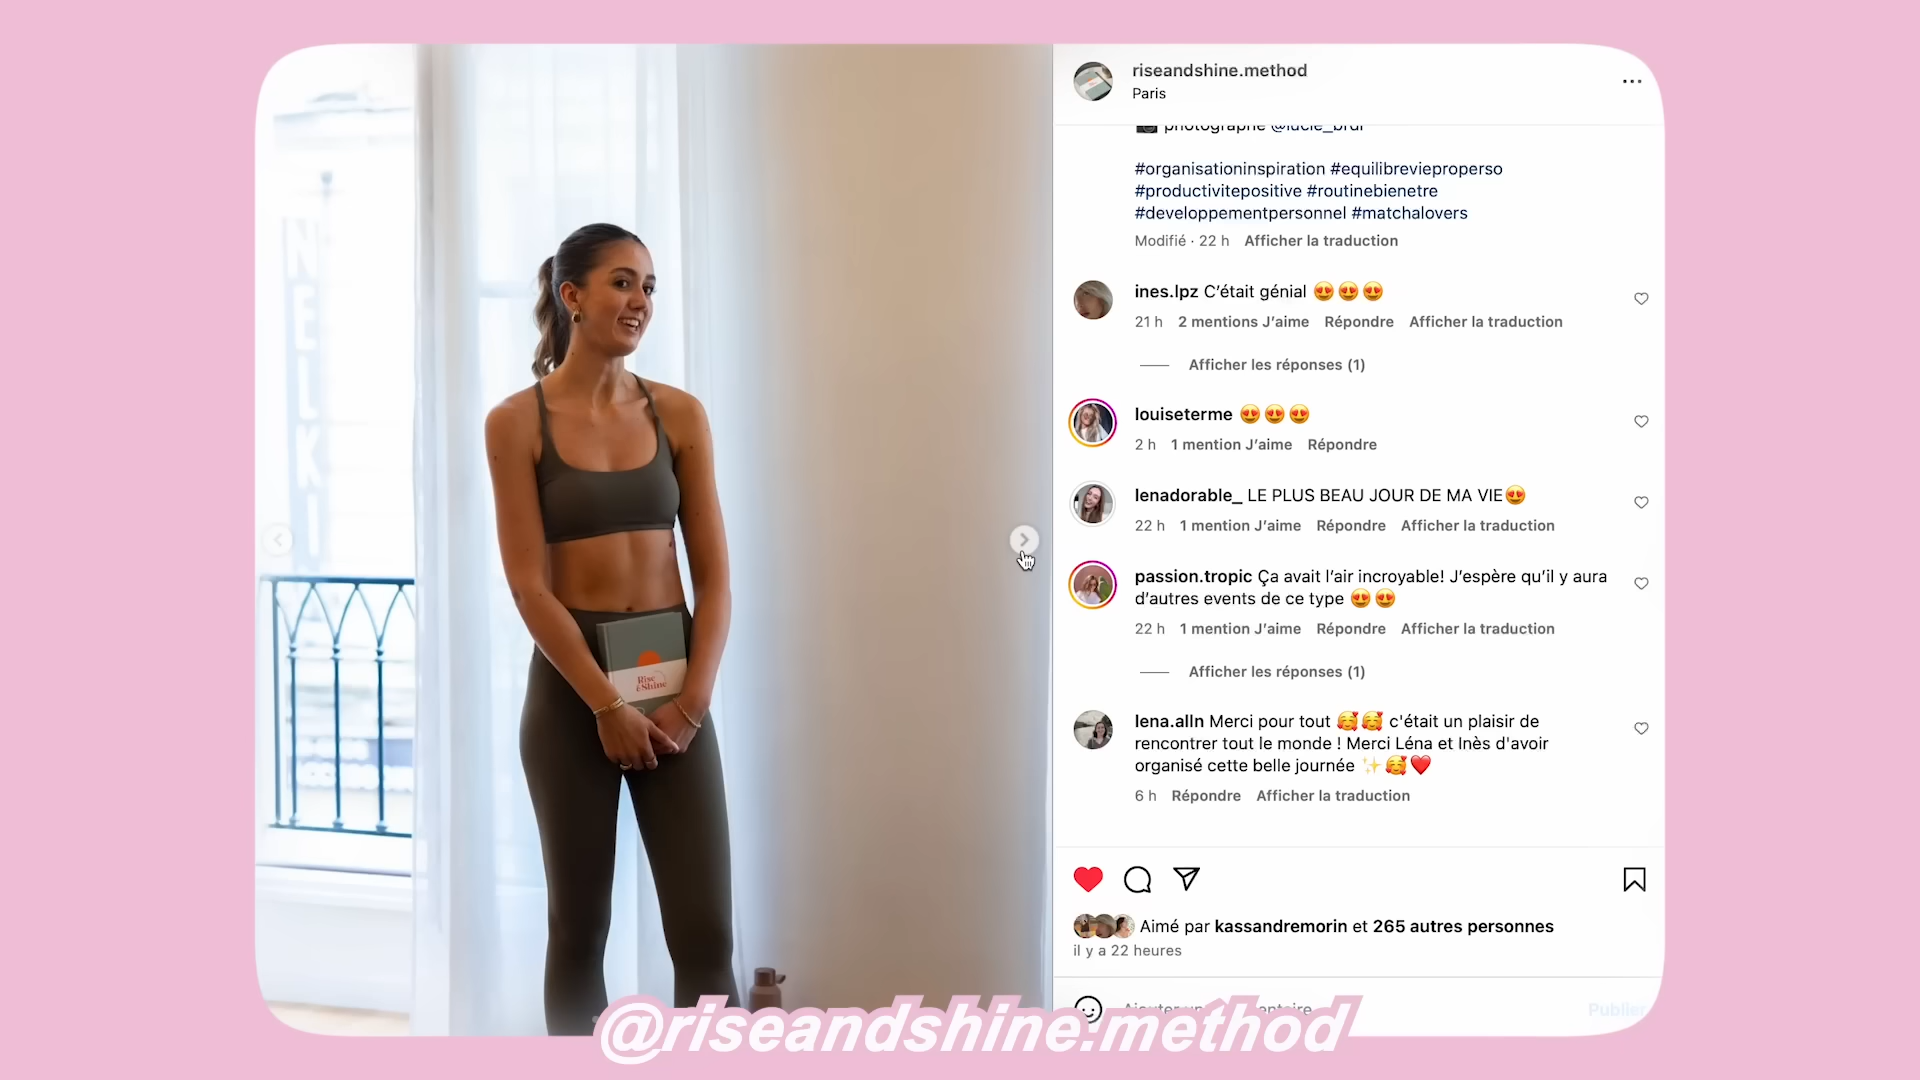 NELKI
Rise
&Shine
riseandshine.method
Paris
photographe @lucie_brdr
#organisationinspiration #equilibrevieproperso
#productivitepositive #routinebienetre
#developpementpersonnel #matchalovers
Modifié · 22 h Afficher la traduction
ines.lpz C’était génial 😍😍😍
21 h 2 mentions J’aime Répondre Afficher la traduction
Afficher les réponses (1)
louiseterme 😍😍😍
2 h 1 mention J’aime Répondre
lenadorable_ LE PLUS BEAU JOUR DE MA VIE😍
22 h 1 mention J’aime Répondre Afficher la traduction
passion.tropic Ça avait l’air incroyable! J’espère qu’il y aura
d’autres events de ce type 😍😍
22 h 1 mention J’aime Répondre Afficher la traduction
Afficher les réponses (1)
lena.alln Merci pour tout 🥰🥰 c'était un plaisir de
rencontrer tout le monde ! Merci Léna et Inès d'avoir
organisé cette belle journée ✨🥰❤️
6 h Répondre Afficher la traduction
Aimé par kassandremorin et 265 autres personnes
il y a 22 heures
Publier
@riseandshine.method